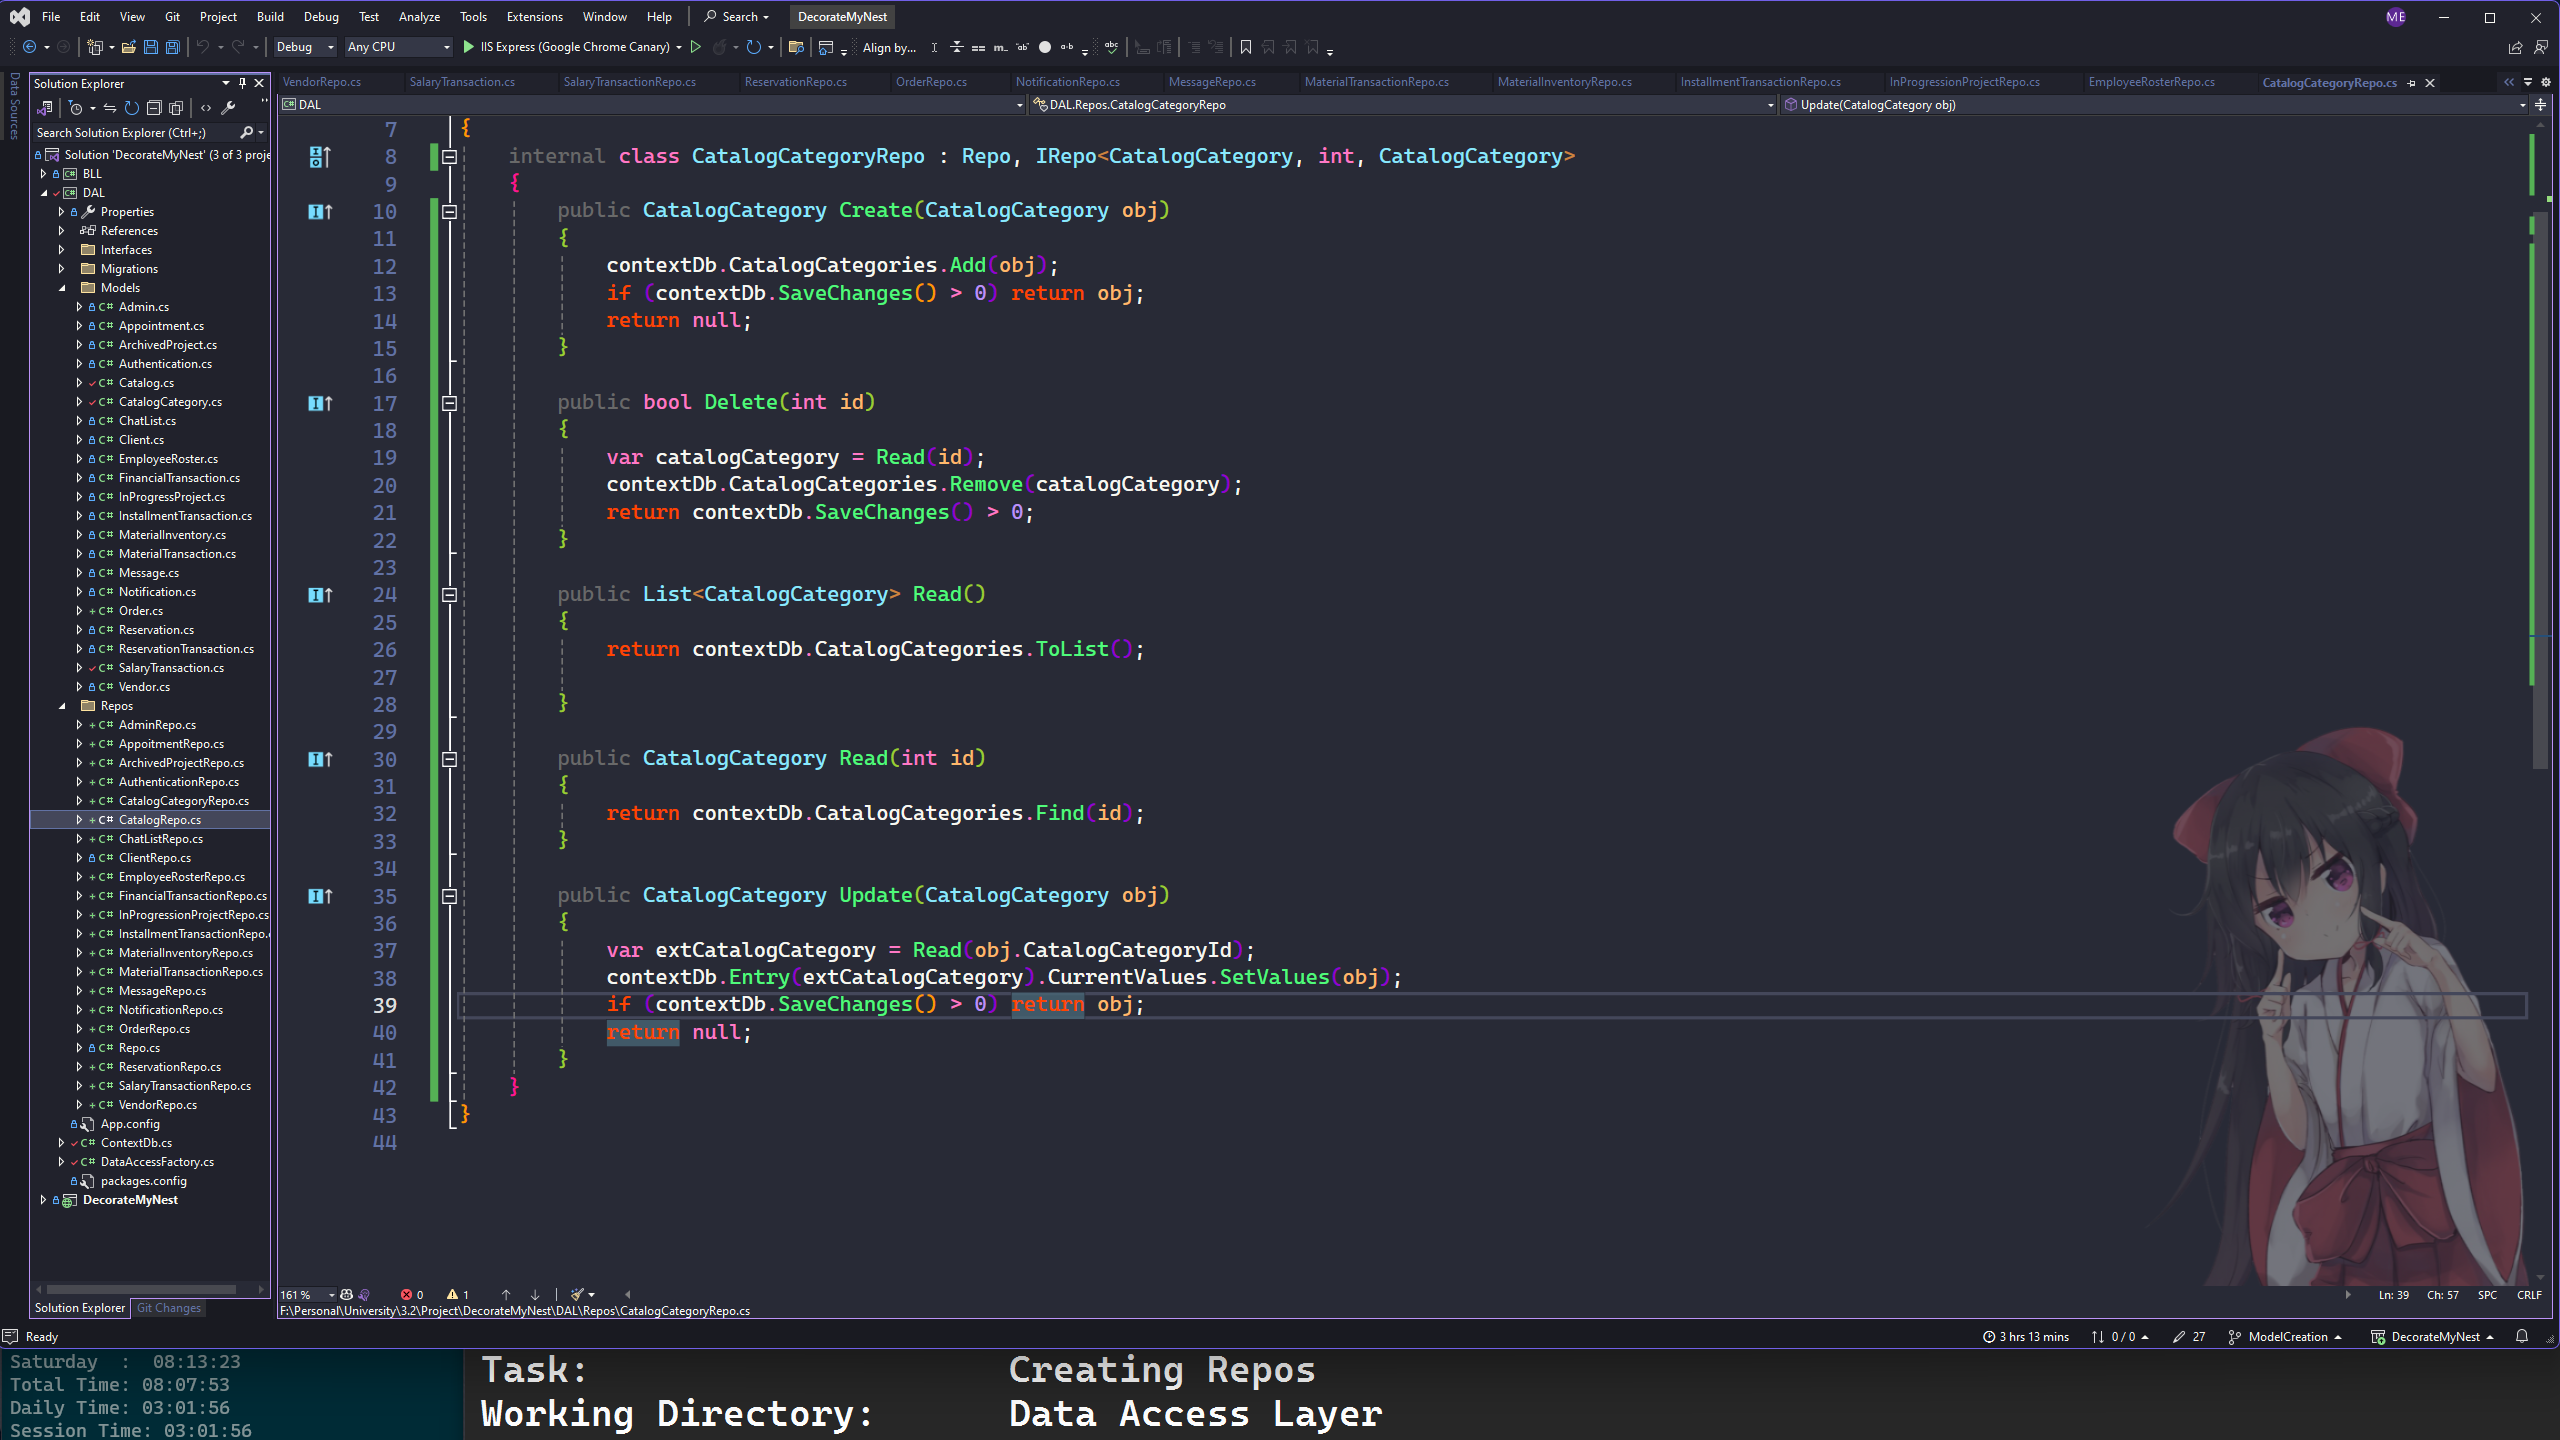 File Edit View Git Project Build Debug Test Analyze Tools Extensions Window Help Search DecorateMyNest ME
Debug Any CPU IIS Express (Google Chrome Canary) Align by...
Data Sources
Solution Explorer
Search Solution Explorer (Ctrl+;)
Solution 'DecorateMyNest' (3 of 3 proje
BLL
DAL
Properties
References
Interfaces
Migrations
Models
Admin.cs
Appointment.cs
ArchivedProject.cs
Authentication.cs
Catalog.cs
CatalogCategory.cs
ChatList.cs
Client.cs
EmployeeRoster.cs
FinancialTransaction.cs
InProgressProject.cs
InstallmentTransaction.cs
MaterialInventory.cs
MaterialTransaction.cs
Message.cs
Notification.cs
Order.cs
Reservation.cs
ReservationTransaction.cs
SalaryTransaction.cs
Vendor.cs
Repos
AdminRepo.cs
AppoitmentRepo.cs
ArchivedProjectRepo.cs
AuthenticationRepo.cs
CatalogCategoryRepo.cs
CatalogRepo.cs
ChatListRepo.cs
ClientRepo.cs
EmployeeRosterRepo.cs
FinancialTransactionRepo.cs
InProgressionProjectRepo.cs
InstallmentTransactionRepo.
MaterialInventoryRepo.cs
MaterialTransactionRepo.cs
MessageRepo.cs
NotificationRepo.cs
OrderRepo.cs
Repo.cs
ReservationRepo.cs
SalaryTransactionRepo.cs
VendorRepo.cs
App.config
ContextDb.cs
DataAccessFactory.cs
packages.config
DecorateMyNest
Solution Explorer Git Changes
VendorRepo.cs SalaryTransaction.cs SalaryTransactionRepo.cs ReservationRepo.cs OrderRepo.cs NotificationRepo.cs MessageRepo.cs MaterialTransactionRepo.cs MaterialInventoryRepo.cs InstallmentTransactionRepo.cs InProgressionProjectRepo.cs EmployeeRosterRepo.cs CatalogCategoryRepo.cs
DAL DAL.Repos.CatalogCategoryRepo Update(CatalogCategory obj)
7 {
8 internal class CatalogCategoryRepo : Repo, IRepo<CatalogCategory, int, CatalogCategory>
9 {
10 public CatalogCategory Create(CatalogCategory obj)
11 {
12 contextDb.CatalogCategories.Add(obj);
13 if (contextDb.SaveChanges() > 0) return obj;
14 return null;
15 }
16
17 public bool Delete(int id)
18 {
19 var catalogCategory = Read(id);
20 contextDb.CatalogCategories.Remove(catalogCategory);
21 return contextDb.SaveChanges() > 0;
22 }
23
24 public List<CatalogCategory> Read()
25 {
26 return contextDb.CatalogCategories.ToList();
27
28 }
29
30 public CatalogCategory Read(int id)
31 {
32 return contextDb.CatalogCategories.Find(id);
33 }
34
35 public CatalogCategory Update(CatalogCategory obj)
36 {
37 var extCatalogCategory = Read(obj.CatalogCategoryId);
38 contextDb.Entry(extCatalogCategory).CurrentValues.SetValues(obj);
39 if (contextDb.SaveChanges() > 0) return obj;
40 return null;
41 }
42 }
43 }
44
161 % 0 1 Ln: 39 Ch: 57 SPC CRLF
F:\Personal\University\3.2\Project\DecorateMyNest\DAL\Repos\CatalogCategoryRepo.cs
Ready 3 hrs 13 mins 0 / 0 27 ModelCreation DecorateMyNest
Saturday : 08:13:23
Total Time: 08:07:53
Daily Time: 03:01:56
Session Time: 03:01:56
Task: Creating Repos
Working Directory: Data Access Layer